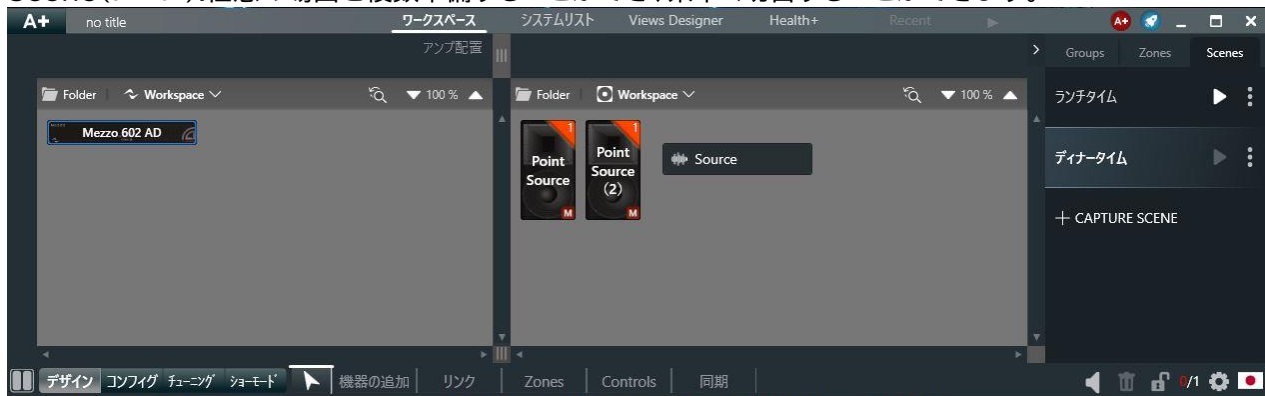 A+ no title ワークスペース システムリスト Views Designer Health+ Recent
アンプ配置
Groups Zones Scenes
Folder Workspace 100 %
Folder Workspace 100 %
ランチタイム
Mezzo 602 AD
1
Point Source
M
1
Point Source (2)
M
Source
ディナータイム
+ CAPTURE SCENE
デザイン コンフィグ チューニング ショーモード 機器の追加 リンク Zones Controls 同期 0/1